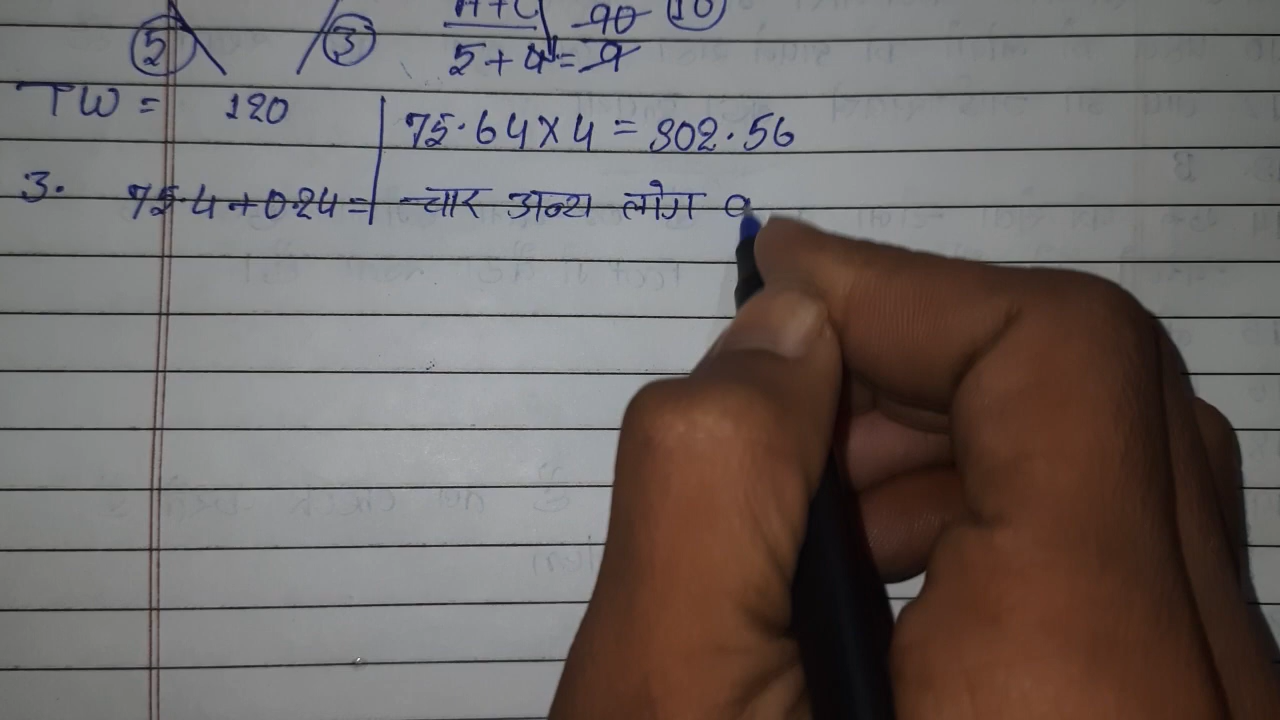 A+C 90 10
5 3 5+4 = 9
TW = 120
75.64×4 = 302.56
3. 75.4+0.24=
चार अन्य लोग